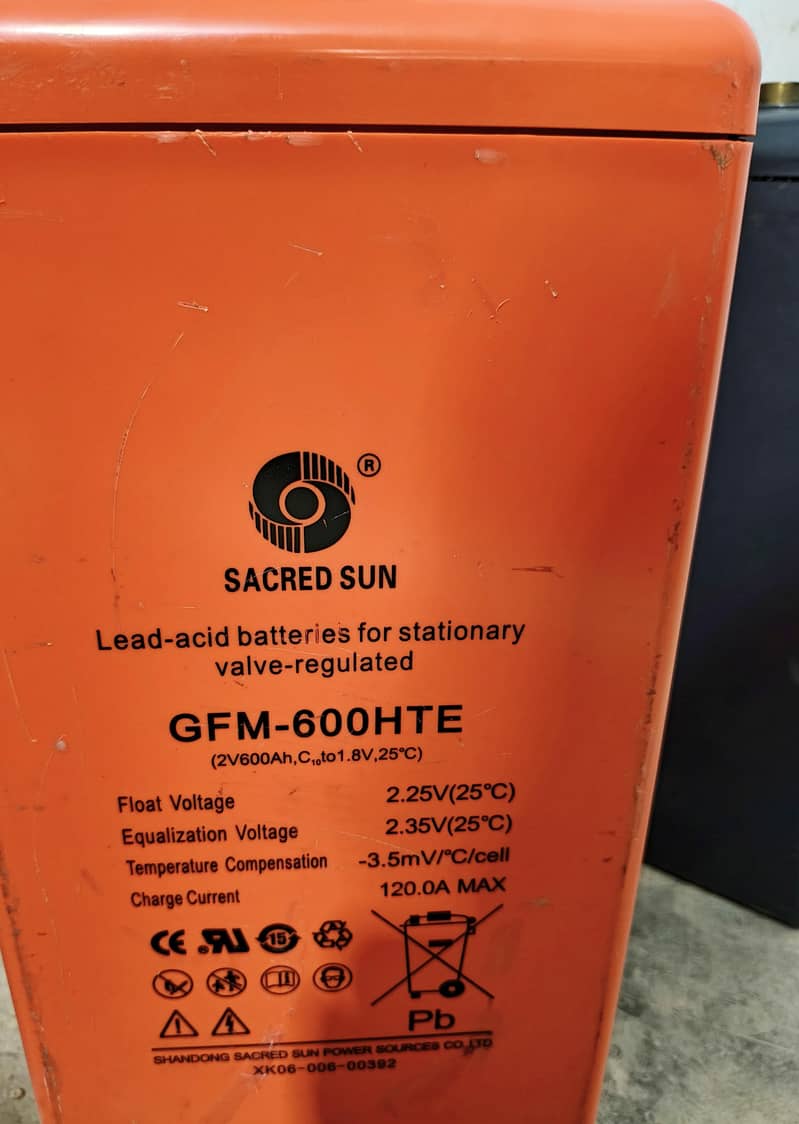 ®
SACRED SUN
Lead-acid batteries for stationary
valve-regulated
GFM-600HTE
(2V600Ah,C₁₀to1.8V,25℃)
Float Voltage 2.25V(25℃)
Equalization Voltage 2.35V(25℃)
Temperature Compensation -3.5mV/℃/cell
Charge Current 120.0A MAX
CE 15
Pb
SHANDONG SACRED SUN POWER SOURCES CO.,LTD
XK06-006-00392